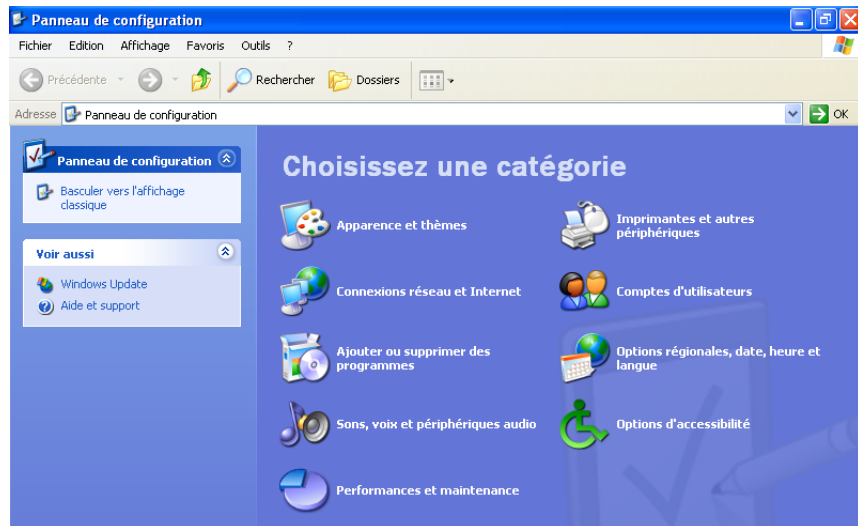 Panneau de configuration
Fichier Edition Affichage Favoris Outils ?
Précédente Rechercher Dossiers
Adresse Panneau de configuration OK
Panneau de configuration
Basculer vers l'affichage
classique
Voir aussi
Windows Update
Aide et support
Choisissez une catégorie
Apparence et thèmes
Imprimantes et autres
périphériques
Connexions réseau et Internet
Comptes d'utilisateurs
Ajouter ou supprimer des
programmes
Options régionales, date, heure et
langue
Sons, voix et périphériques audio
Options d'accessibilité
Performances et maintenance